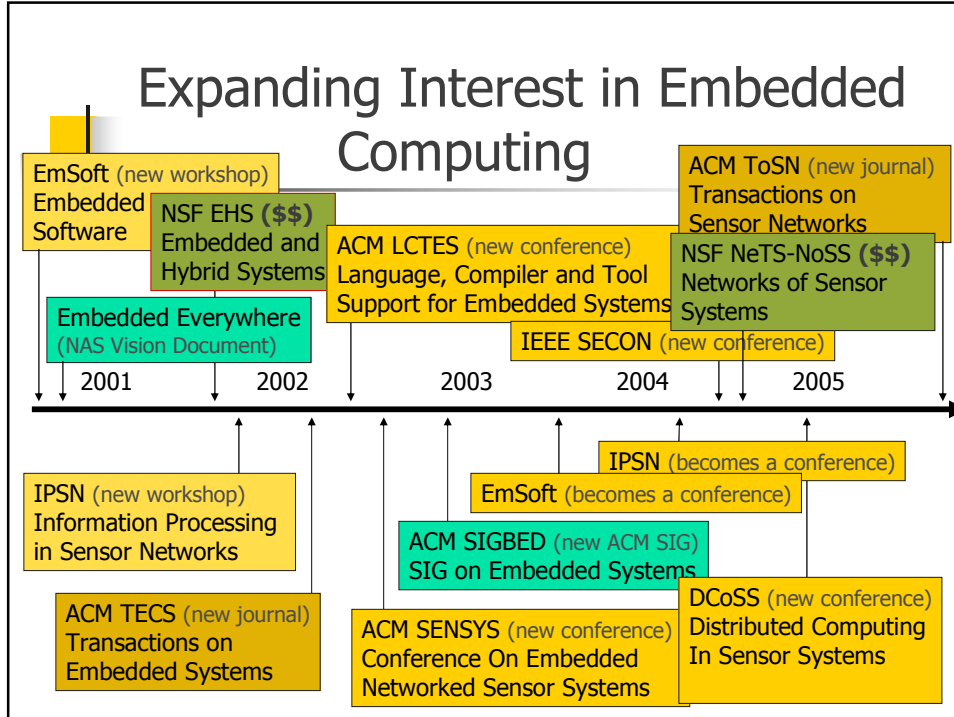 Expanding Interest in Embedded
Computing
EmSoft (new workshop)
Embedded
Software
NSF EHS ($$)
Embedded and
Hybrid Systems
ACM LCTES (new conference)
Language, Compiler and Tool
Support for Embedded Systems
ACM ToSN (new journal)
Transactions on
Sensor Networks
NSF NeTS-NoSS ($$)
Networks of Sensor
Systems
Embedded Everywhere
(NAS Vision Document)
IEEE SECON (new conference)
2001 2002 2003 2004 2005
IPSN (new workshop)
Information Processing
in Sensor Networks
IPSN (becomes a conference)
EmSoft (becomes a conference)
ACM SIGBED (new ACM SIG)
SIG on Embedded Systems
ACM TECS (new journal)
Transactions on
Embedded Systems
ACM SENSYS (new conference)
Conference On Embedded
Networked Sensor Systems
DCoSS (new conference)
Distributed Computing
In Sensor Systems